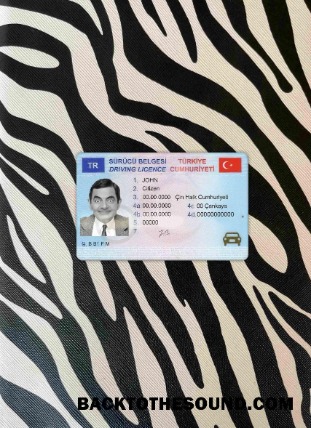 TR SÜRÜCÜ BELGESİ TÜRKİYE
DRIVING LICENCE CUMHURİYETİ
1. JOHN
2. Citizen
3. 00.00.0000 Çin Halk Cumhuriyeti
4a. 00.00.0000 4c. 00 Çankaya
4b. 00.00.0000 4d. 00000000000
5. 00000
7.
BACKTOTHESOUND.COM